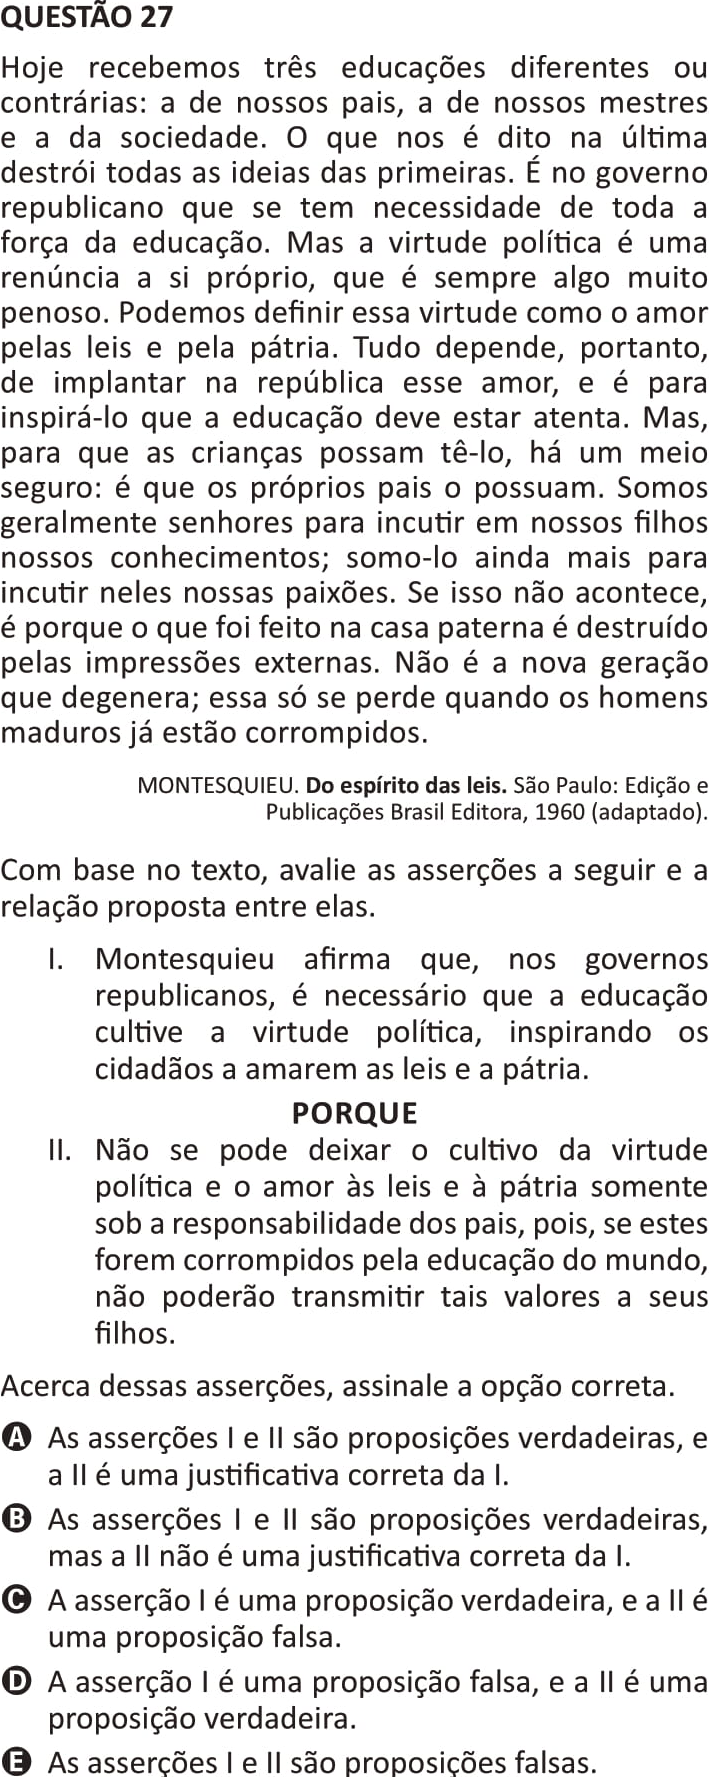 QUESTÃO 27
Hoje recebemos três educações diferentes ou
contrárias: a de nossos pais, a de nossos mestres
e a da sociedade. O que nos é dito na última
destrói todas as ideias das primeiras. É no governo
republicano que se tem necessidade de toda a
força da educação. Mas a virtude política é uma
renúncia a si próprio, que é sempre algo muito
penoso. Podemos definir essa virtude como o amor
pelas leis e pela pátria. Tudo depende, portanto,
de implantar na república esse amor, e é para
inspirá-lo que a educação deve estar atenta. Mas,
para que as crianças possam tê-lo, há um meio
seguro: é que os próprios pais o possuam. Somos
geralmente senhores para incutir em nossos filhos
nossos conhecimentos; somo-lo ainda mais para
incutir neles nossas paixões. Se isso não acontece,
é porque o que foi feito na casa paterna é destruído
pelas impressões externas. Não é a nova geração
que degenera; essa só se perde quando os homens
maduros já estão corrompidos.
MONTESQUIEU. Do espírito das leis. São Paulo: Edição e
Publicações Brasil Editora, 1960 (adaptado).
Com base no texto, avalie as asserções a seguir e a
relação proposta entre elas.
I. Montesquieu afirma que, nos governos
republicanos, é necessário que a educação
cultive a virtude política, inspirando os
cidadãos a amarem as leis e a pátria.
PORQUE
II. Não se pode deixar o cultivo da virtude
política e o amor às leis e à pátria somente
sob a responsabilidade dos pais, pois, se estes
forem corrompidos pela educação do mundo,
não poderão transmitir tais valores a seus
filhos.
Acerca dessas asserções, assinale a opção correta.
A As asserções I e II são proposições verdadeiras, e
a II é uma justificativa correta da I.
B As asserções I e II são proposições verdadeiras,
mas a II não é uma justificativa correta da I.
C A asserção I é uma proposição verdadeira, e a II é
uma proposição falsa.
D A asserção I é uma proposição falsa, e a II é uma
proposição verdadeira.
E As asserções I e II são proposições falsas.